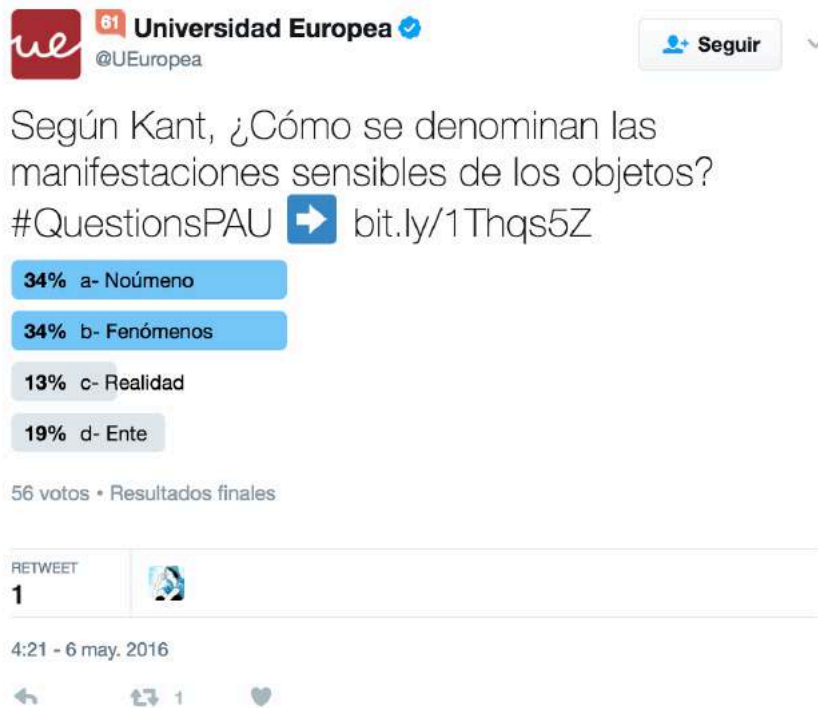 ue
61 Universidad Europea
@UEuropea
Seguir
Según Kant, ¿Cómo se denominan las
manifestaciones sensibles de los objetos?
#QuestionsPAU ➡ bit.ly/1Thqs5Z
34% a- Noúmeno
34% b- Fenómenos
13% c- Realidad
19% d- Ente
56 votos • Resultados finales
RETWEET
1
4:21 - 6 may. 2016
1